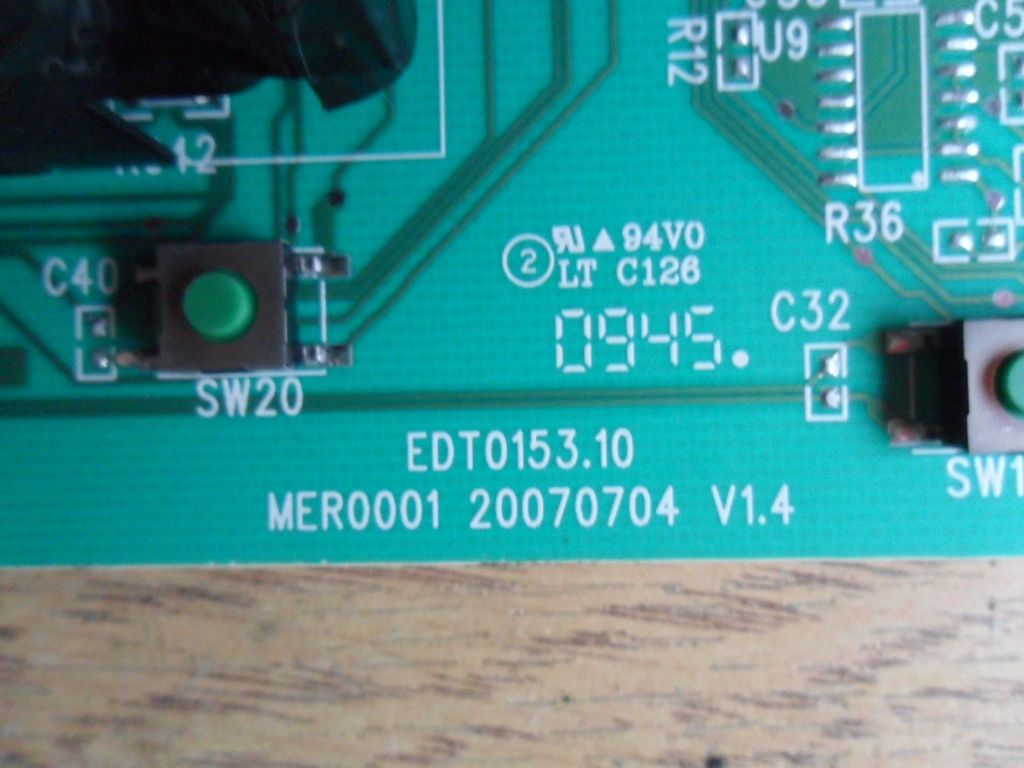 R12
U9
R36
C40
SW20
2
94V0
LT C126
0945.
C32
EDT0153.10
MER0001 20070704 V1.4